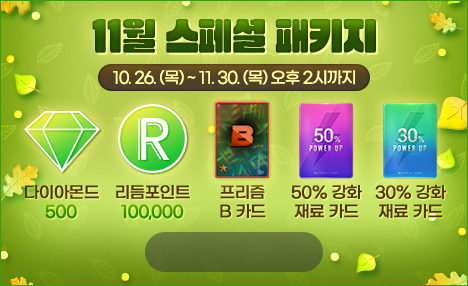 11월 스페셜 패키지
10. 26. (목) ~ 11. 30. (목) 오후 2시까지
R B 50% POWER UP 30% POWER UP
다이아몬드 리듬포인트 프리즘 50% 강화 30% 강화
500 100,000 B 카드 재료 카드 재료 카드